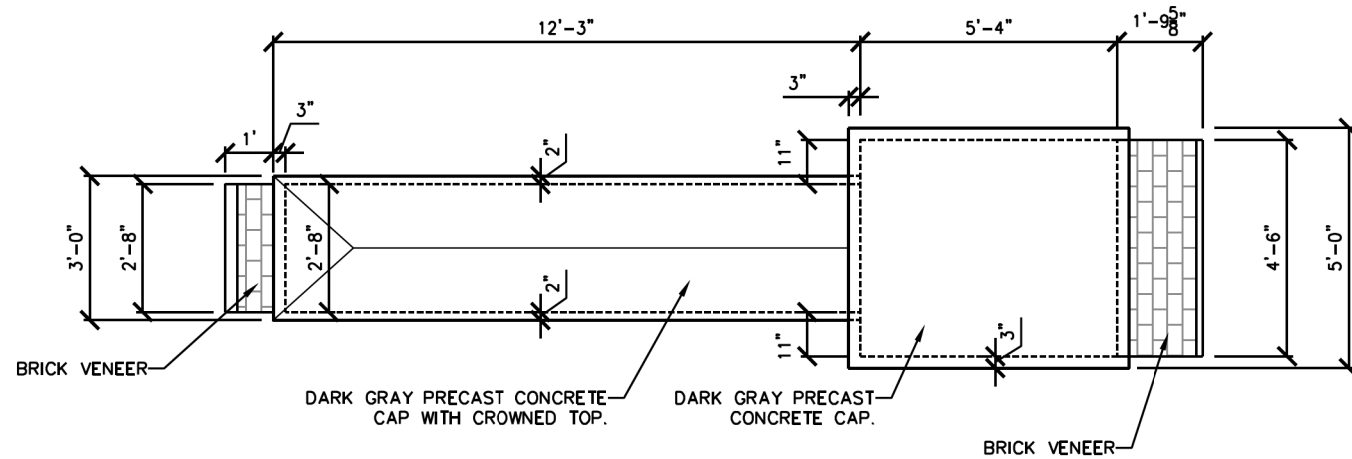 12'-3"
5'-4"
1'-9 5/8"
3"
3"
1'
2"
11"
3'-0"
2'-8"
2'-8"
4'-6"
5'-0"
2"
11"
3"
BRICK VENEER
DARK GRAY PRECAST CONCRETE
CAP WITH CROWNED TOP.
DARK GRAY PRECAST
CONCRETE CAP.
BRICK VENEER